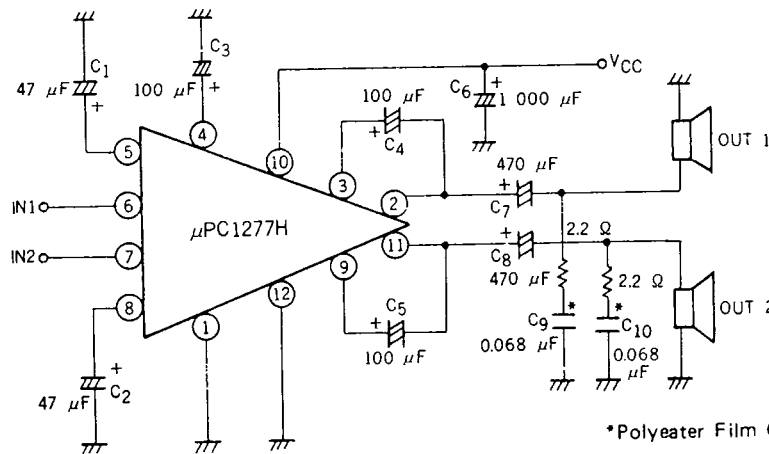 C1
47 μF
+
C3
100 μF
+
5
4
10
IN1
6
IN2
7
8
μPC1277H
3
2
11
9
1
12
100 μF
+
C4
C6
+
1 000 μF
VCC
470 μF
+
C7
+
C8
470 μF
C5
+
100 μF
+
C2
47 μF
2.2 Ω
2.2 Ω
*
C9
0.068
μF
*
C10
0.068
μF
OUT 1
OUT 2
*Polyeater Film